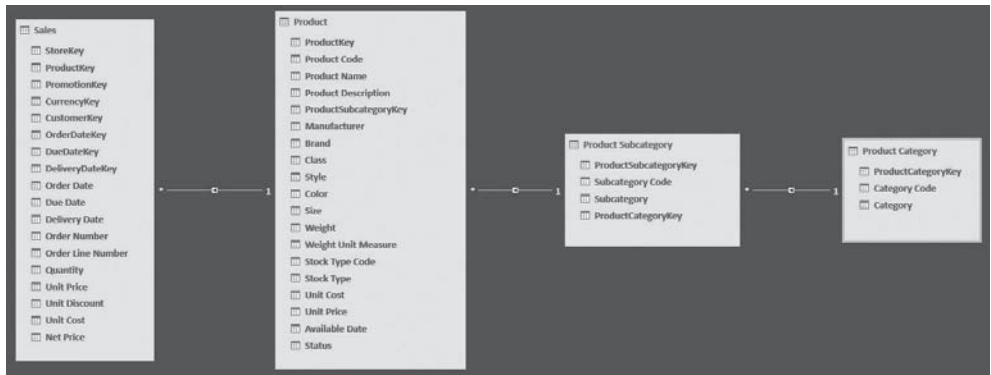 Sales
StoreKey
ProductKey
PromotionKey
CurrencyKey
CustomerKey
OrderDateKey
DueDateKey
DeliveryDateKey
Order Date
Due Date
Delivery Date
Order Number
Order Line Number
Quantity
Unit Price
Unit Discount
Unit Cost
Net Price
* 1
Product
ProductKey
Product Code
Product Name
Product Description
ProductSubcategoryKey
Manufacturer
Brand
Class
Style
Color
Size
Weight
Weight Unit Measure
Stock Type Code
Stock Type
Unit Cost
Unit Price
Available Date
Status
* 1
Product Subcategory
ProductSubcategoryKey
Subcategory Code
Subcategory
ProductCategoryKey
* 1
Product Category
ProductCategoryKey
Category Code
Category